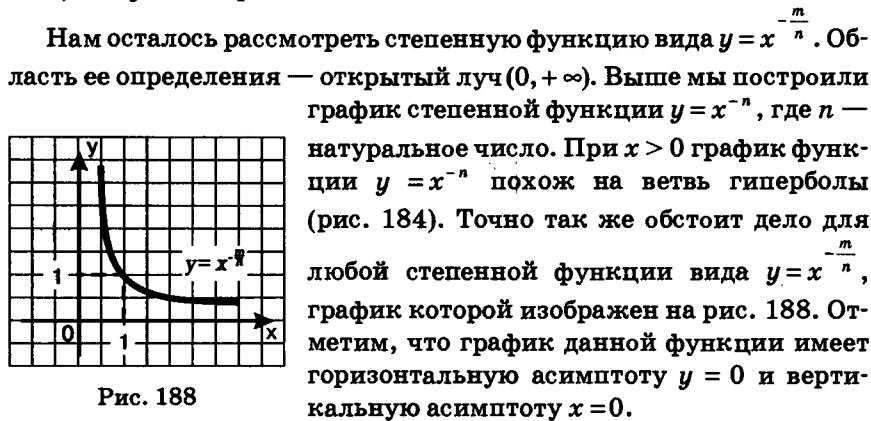 Нам осталось рассмотреть степенную функцию вида y = x^{-\frac{m}{n}}. Об-
ласть ее определения — открытый луч (0, + ∞). Выше мы построили
график степенной функции y = x^{-n}, где n —
натуральное число. При x > 0 график функ-
ции y = x^{-n} похож на ветвь гиперболы
(рис. 184). Точно так же обстоит дело для
любой степенной функции вида y = x^{-\frac{m}{n}},
график которой изображен на рис. 188. От-
метим, что график данной функции имеет
горизонтальную асимптоту y = 0 и верти-
кальную асимптоту x = 0.
y
y = x^{-\frac{m}{n}}
1
0
1
x
Рис. 188